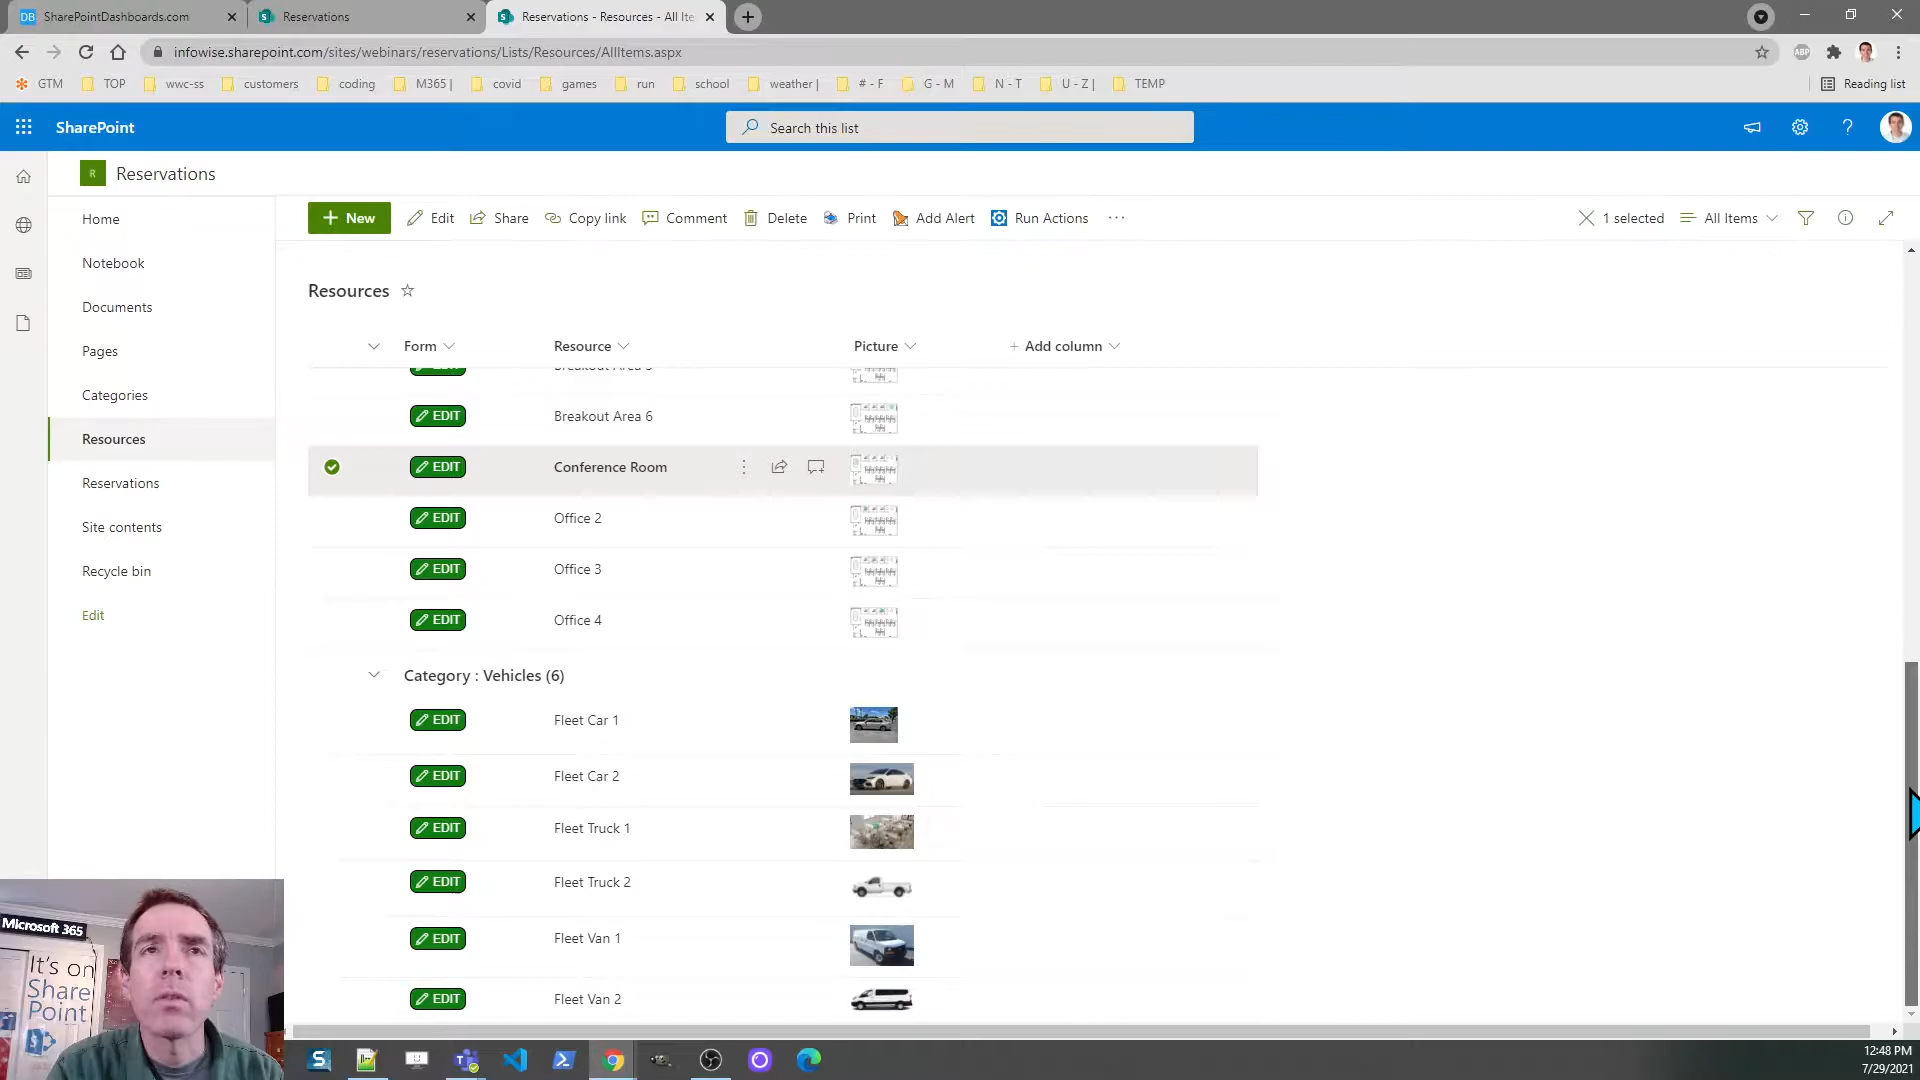 DB SharePointDashboards.com
S Reservations
S Reservations - Resources - All Ite
infowise.sharepoint.com/sites/webinars/reservations/Lists/Resources/AllItems.aspx
ABP
GTM TOP wwc-ss customers coding M365 | covid games run school weather | # - F G - M N - T U - Z | TEMP Reading list
SharePoint
Search this list
?
R Reservations
Home
Notebook
Documents
Pages
Categories
Resources
Reservations
Site contents
Recycle bin
Edit
+ New Edit Share Copy link Comment Delete Print Add Alert Run Actions ··· 1 selected All Items
Resources
Form Resource Picture + Add column
EDIT Breakout Area 6
EDIT Conference Room
EDIT Office 2
EDIT Office 3
EDIT Office 4
Category : Vehicles (6)
EDIT Fleet Car 1
EDIT Fleet Car 2
EDIT Fleet Truck 1
EDIT Fleet Truck 2
EDIT Fleet Van 1
EDIT Fleet Van 2
Microsoft 365
It's on
Share
Point
S
12:48 PM
7/29/2021